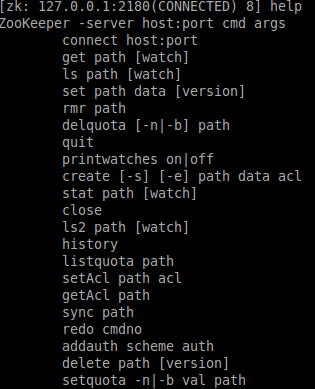 [zk: 127.0.0.1:2180(CONNECTED) 8] help
ZooKeeper -server host:port cmd args
connect host:port
get path [watch]
ls path [watch]
set path data [version]
rmr path
delquota [-n|-b] path
quit
printwatches on|off
create [-s] [-e] path data acl
stat path [watch]
close
ls2 path [watch]
history
listquota path
setAcl path acl
getAcl path
sync path
redo cmdno
addauth scheme auth
delete path [version]
setquota -n|-b val path